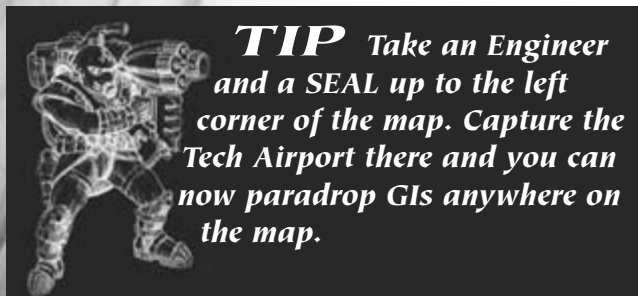 TIP Take an Engineer
and a SEAL up to the left
corner of the map. Capture the
Tech Airport there and you can
now paradrop GIs anywhere on
the map.